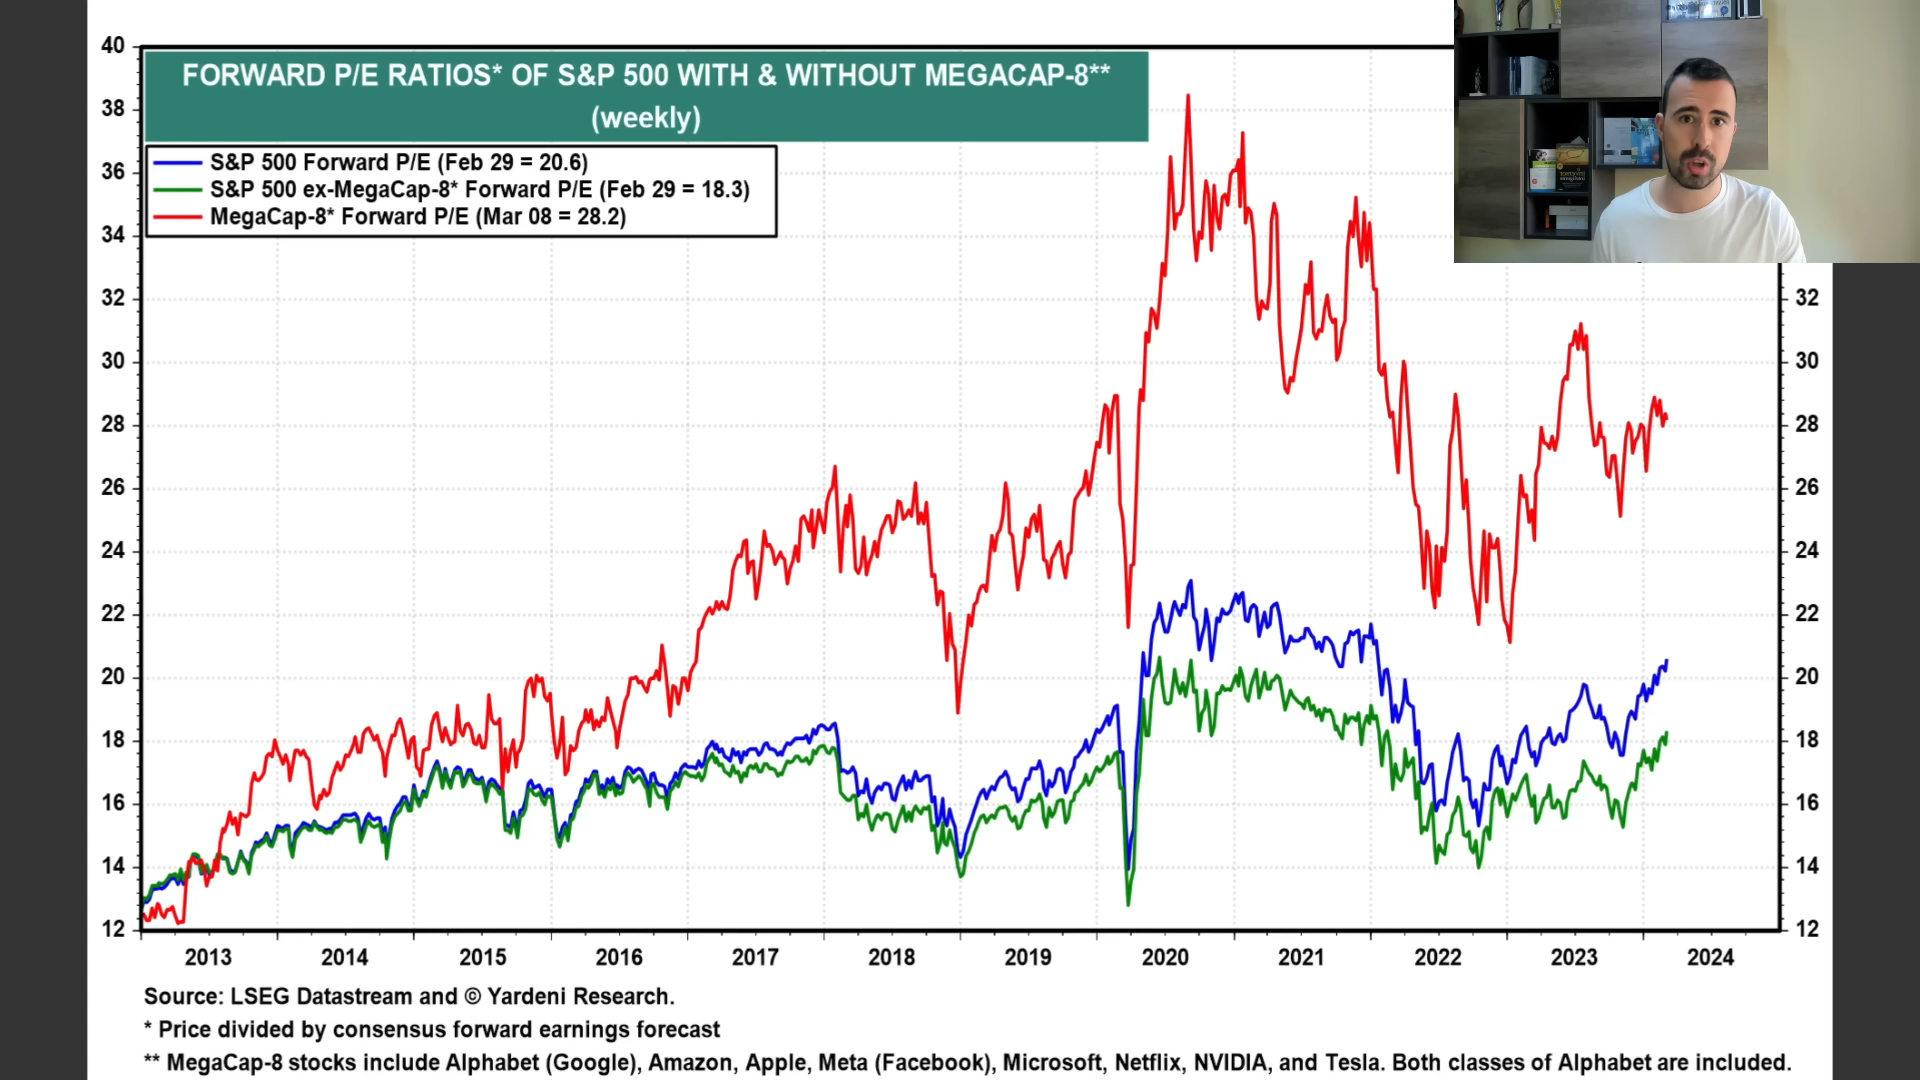 FORWARD P/E RATIOS* OF S&P 500 WITH & WITHOUT MEGACAP-8**
(weekly)
S&P 500 Forward P/E (Feb 29 = 20.6)
S&P 500 ex-MegaCap-8* Forward P/E (Feb 29 = 18.3)
MegaCap-8* Forward P/E (Mar 08 = 28.2)
40
38
36
34
32 32
30 30
28 28
26 26
24 24
22 22
20 20
18 18
16 16
14 14
12 12
2013 2014 2015 2016 2017 2018 2019 2020 2021 2022 2023 2024
Source: LSEG Datastream and © Yardeni Research.
* Price divided by consensus forward earnings forecast
** MegaCap-8 stocks include Alphabet (Google), Amazon, Apple, Meta (Facebook), Microsoft, Netflix, NVIDIA, and Tesla. Both classes of Alphabet are included.